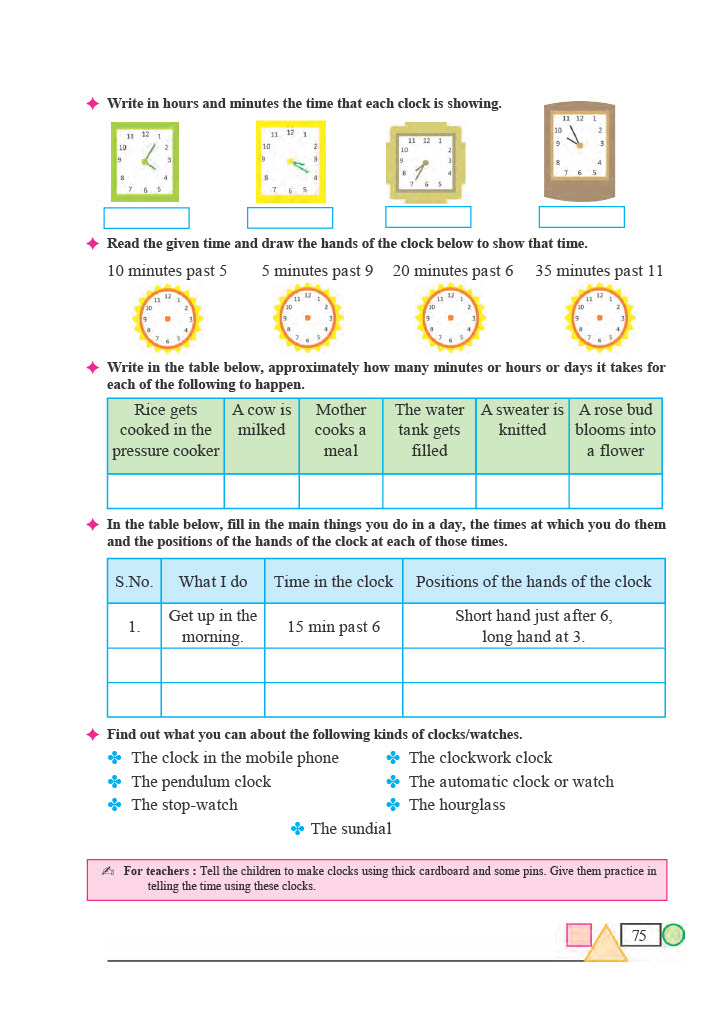 Write in hours and minutes the time that each clock is showing.
11 12 1
10 2
9 3
8 4
7 6 5
11 12 1
10 2
9 3
8 4
7 6 5
11 12 1
10 2
9 3
8 4
7 6 5
11 12 1
10 2
9 3
8 4
7 6 5
Read the given time and draw the hands of the clock below to show that time.
10 minutes past 5 5 minutes past 9 20 minutes past 6 35 minutes past 11
11 12 1
10 2
9 3
8 4
7 6 5
11 12 1
10 2
9 3
8 4
7 6 5
11 12 1
10 2
9 3
8 4
7 6 5
11 12 1
10 2
9 3
8 4
7 6 5
Write in the table below, approximately how many minutes or hours or days it takes for
each of the following to happen.
Rice gets A cow is Mother The water A sweater is A rose bud
cooked in the milked cooks a tank gets knitted blooms into
pressure cooker meal filled a flower
In the table below, fill in the main things you do in a day, the times at which you do them
and the positions of the hands of the clock at each of those times.
S.No. What I do Time in the clock Positions of the hands of the clock
1. Get up in the morning. 15 min past 6 Short hand just after 6,
long hand at 3.
Find out what you can about the following kinds of clocks/watches.
The clock in the mobile phone The clockwork clock
The pendulum clock The automatic clock or watch
The stop-watch The hourglass
The sundial
For teachers : Tell the children to make clocks using thick cardboard and some pins. Give them practice in
telling the time using these clocks.
75